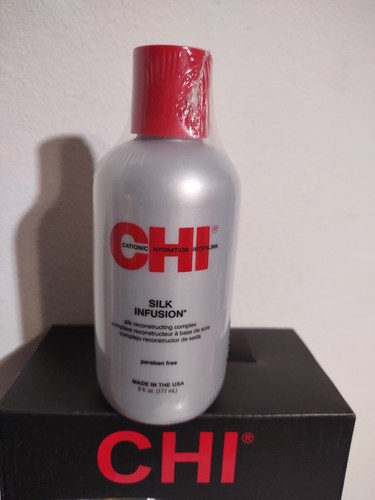 CHI®
CATIONIC HYDRATION INTERLINK
SILK
INFUSION®
silk reconstructing complex
complexe reconstructeur à base de soie
complejo reconstructor de seda
paraben free
MADE IN THE USA
6 fl. oz. (177 mL)
CHI®